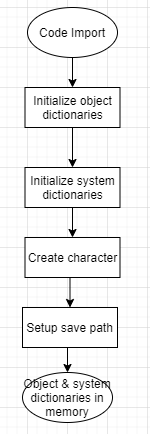 Code Import
Initialize object
dictionaries
Initialize system
dictionaries
Create character
Setup save path
Object & system
dictionaries in
memory